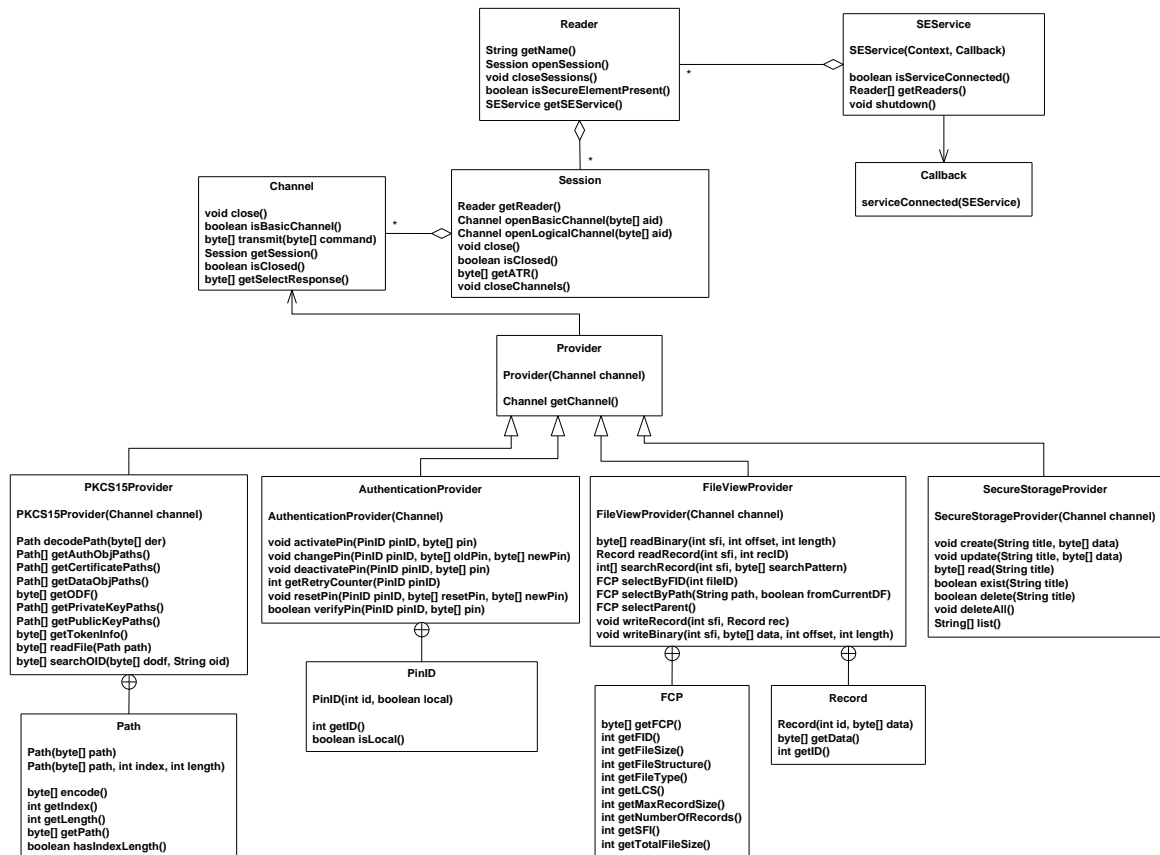 Reader
String getName()
Session openSession()
void closeSessions()
boolean isSecureElementPresent()
SEService getSEService()
*
*
SEService
SEService(Context, Callback)
boolean isServiceConnected()
Reader[] getReaders()
void shutdown()
Callback
serviceConnected(SEService)
Channel
void close()
boolean isBasicChannel()
byte[] transmit(byte[] command)
Session getSession()
boolean isClosed()
byte[] getSelectResponse()
*
Session
Reader getReader()
Channel openBasicChannel(byte[] aid)
Channel openLogicalChannel(byte[] aid)
void close()
boolean isClosed()
byte[] getATR()
void closeChannels()
Provider
Provider(Channel channel)
Channel getChannel()
PKCS15Provider
PKCS15Provider(Channel channel)
Path decodePath(byte[] der)
Path[] getAuthObjPaths()
Path[] getCertificatePaths()
Path[] getDataObjPaths()
byte[] getODF()
Path[] getPrivateKeyPaths()
Path[] getPublicKeyPaths()
byte[] getTokenInfo()
byte[] readFile(Path path)
byte[] searchOID(byte[] dodf, String oid)
AuthenticationProvider
AuthenticationProvider(Channel)
void activatePin(PinID pinID, byte[] pin)
void changePin(PinID pinID, byte[] oldPin, byte[] newPin)
void deactivatePin(PinID pinID, byte[] pin)
int getRetryCounter(PinID pinID)
void resetPin(PinID pinID, byte[] resetPin, byte[] newPin)
boolean verifyPin(PinID pinID, byte[] pin)
FileViewProvider
FileViewProvider(Channel channel)
byte[] readBinary(int sfi, int offset, int length)
Record readRecord(int sfi, int recID)
int[] searchRecord(int sfi, byte[] searchPattern)
FCP selectByFID(int fileID)
FCP selectByPath(String path, boolean fromCurrentDF)
FCP selectParent()
void writeRecord(int sfi, Record rec)
void writeBinary(int sfi, byte[] data, int offset, int length)
SecureStorageProvider
SecureStorageProvider(Channel channel)
void create(String title, byte[] data)
void update(String title, byte[] data)
byte[] read(String title)
boolean exist(String title)
boolean delete(String title)
void deleteAll()
String[] list()
Path
Path(byte[] path)
Path(byte[] path, int index, int length)
byte[] encode()
int getIndex()
int getLength()
byte[] getPath()
boolean hasIndexLength()
PinID
PinID(int id, boolean local)
int getID()
boolean isLocal()
FCP
byte[] getFCP()
int getFID()
int getFileSize()
int getFileStructure()
int getFileType()
int getLCS()
int getMaxRecordSize()
int getNumberOfRecords()
int getSFI()
int getTotalFileSize()
Record
Record(int id, byte[] data)
byte[] getData()
int getID()